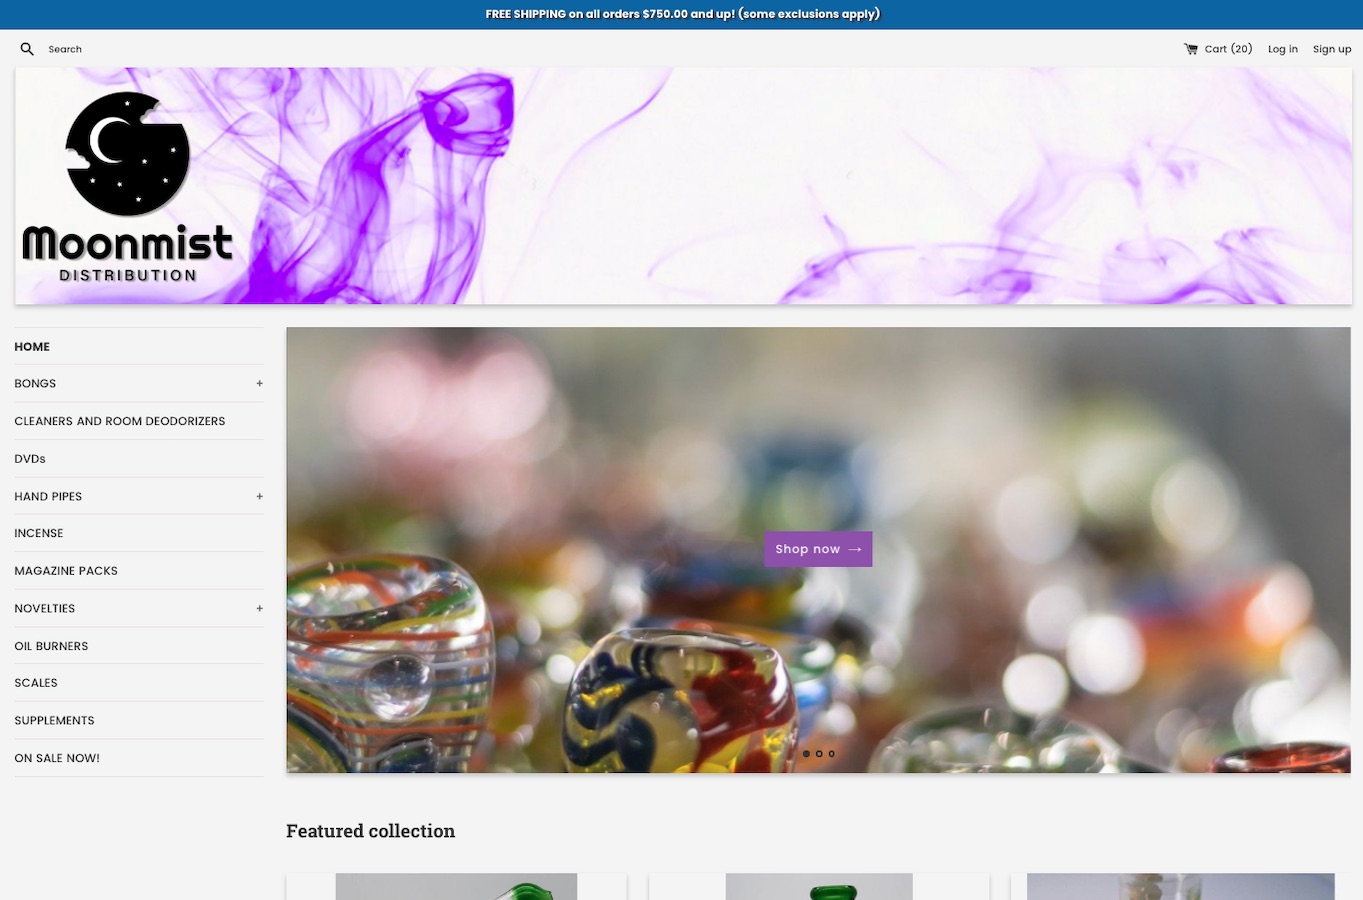 FREE SHIPPING on all orders $750.00 and up! (some exclusions apply)
Search
Cart (20) Log in Sign up
Moonmist
DISTRIBUTION
HOME
BONGS +
CLEANERS AND ROOM DEODORIZERS
DVDs
HAND PIPES +
INCENSE
MAGAZINE PACKS
NOVELTIES +
OIL BURNERS
SCALES
SUPPLEMENTS
ON SALE NOW!
Shop now →
Featured collection